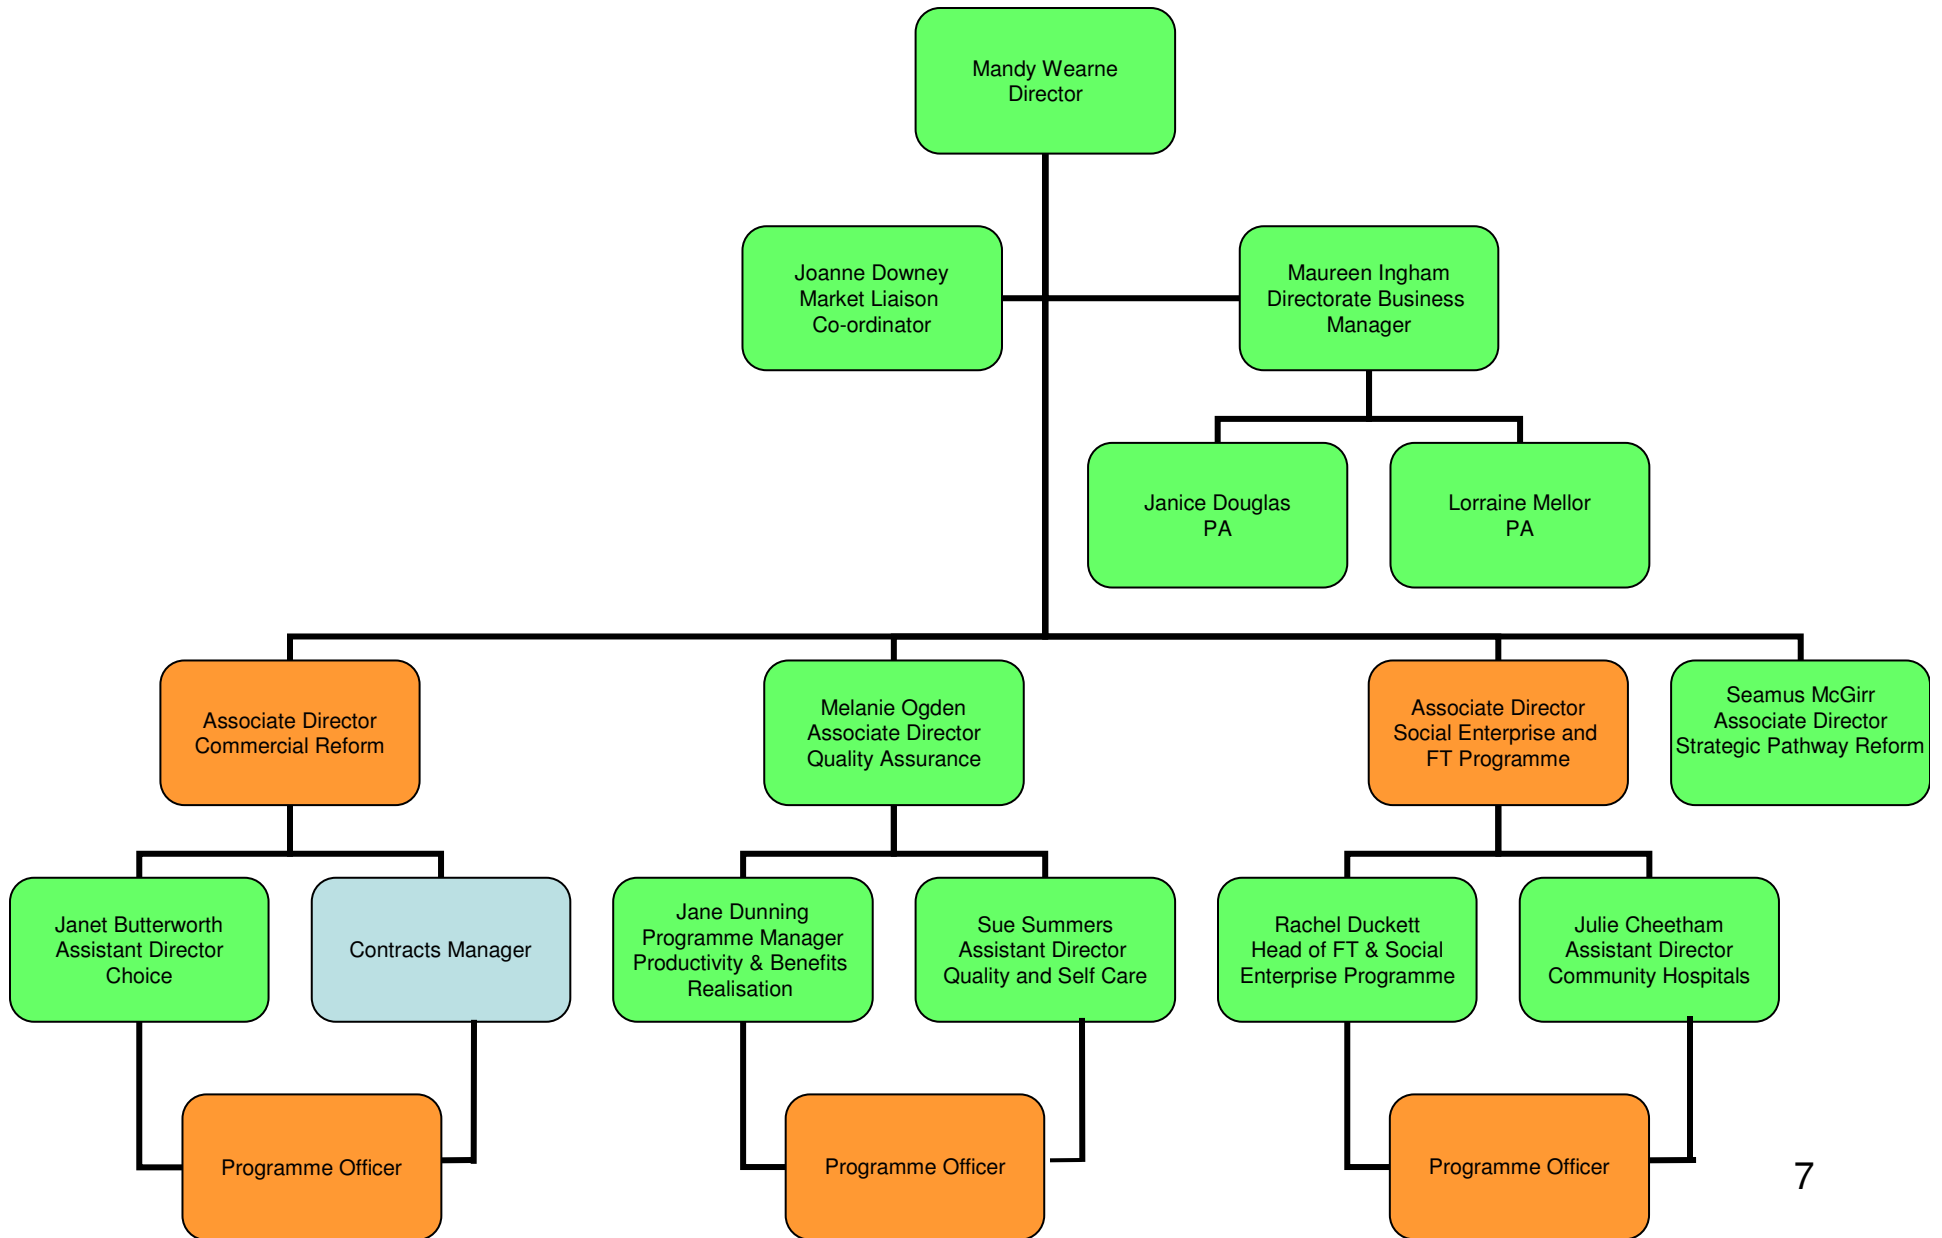 Mandy Wearne
Director
Joanne Downey
Market Liaison
Co-ordinator
Maureen Ingham
Directorate Business
Manager
Janice Douglas
PA
Lorraine Mellor
PA
Associate Director
Commercial Reform
Melanie Ogden
Associate Director
Quality Assurance
Associate Director
Social Enterprise and
FT Programme
Seamus McGirr
Associate Director
Strategic Pathway Reform
Janet Butterworth
Assistant Director
Choice
Contracts Manager
Jane Dunning
Programme Manager
Productivity & Benefits
Realisation
Sue Summers
Assistant Director
Quality and Self Care
Rachel Duckett
Head of FT & Social
Enterprise Programme
Julie Cheetham
Assistant Director
Community Hospitals
Programme Officer
Programme Officer
Programme Officer
7